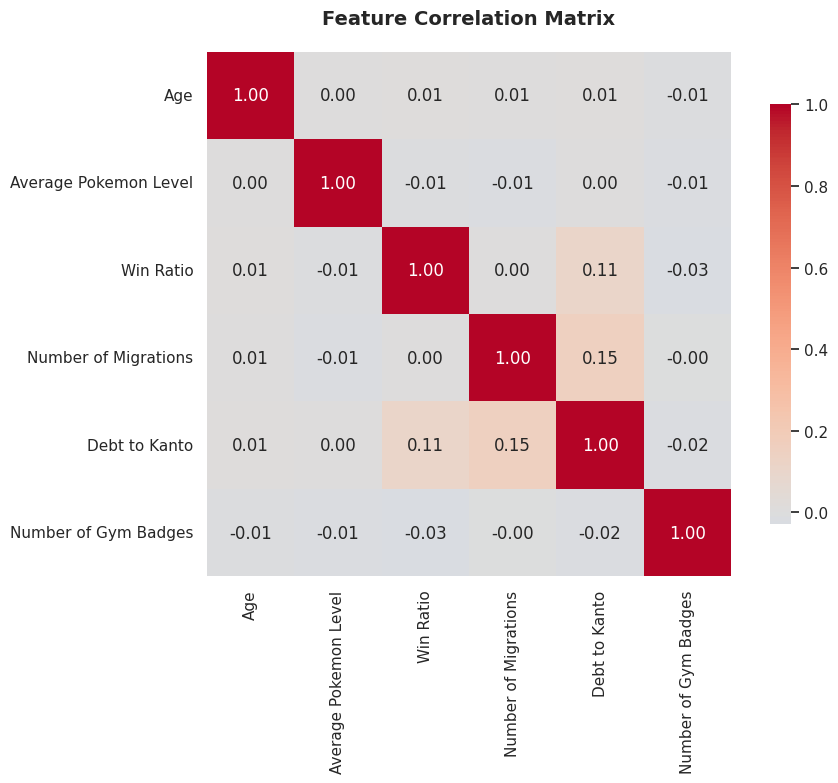 Feature Correlation Matrix
Age 1.00 0.00 0.01 0.01 0.01 -0.01
Average Pokemon Level 0.00 1.00 -0.01 -0.01 0.00 -0.01
Win Ratio 0.01 -0.01 1.00 0.00 0.11 -0.03
Number of Migrations 0.01 -0.01 0.00 1.00 0.15 -0.00
Debt to Kanto 0.01 0.00 0.11 0.15 1.00 -0.02
Number of Gym Badges -0.01 -0.01 -0.03 -0.00 -0.02 1.00
Age
Average Pokemon Level
Win Ratio
Number of Migrations
Debt to Kanto
Number of Gym Badges
1.0
0.8
0.6
0.4
0.2
0.0